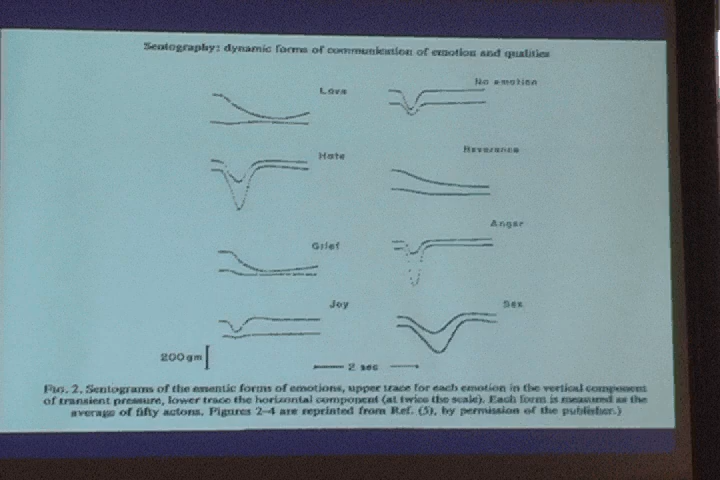 Sentography: dynamic forms of communication of emotion and qualities
Love
No emotion
Hate
Reverence
Anger
Grief
Joy
Sex
200 gm
2 sec
FIG. 2. Sentograms of the essentic forms of emotions, upper trace for each emotion in the vertical component
of transient pressure, lower trace the horizontal component (at twice the scale). Each form is measured as the
average of fifty actons. Figures 2-4 are reprinted from Ref. (5), by permission of the publisher.)